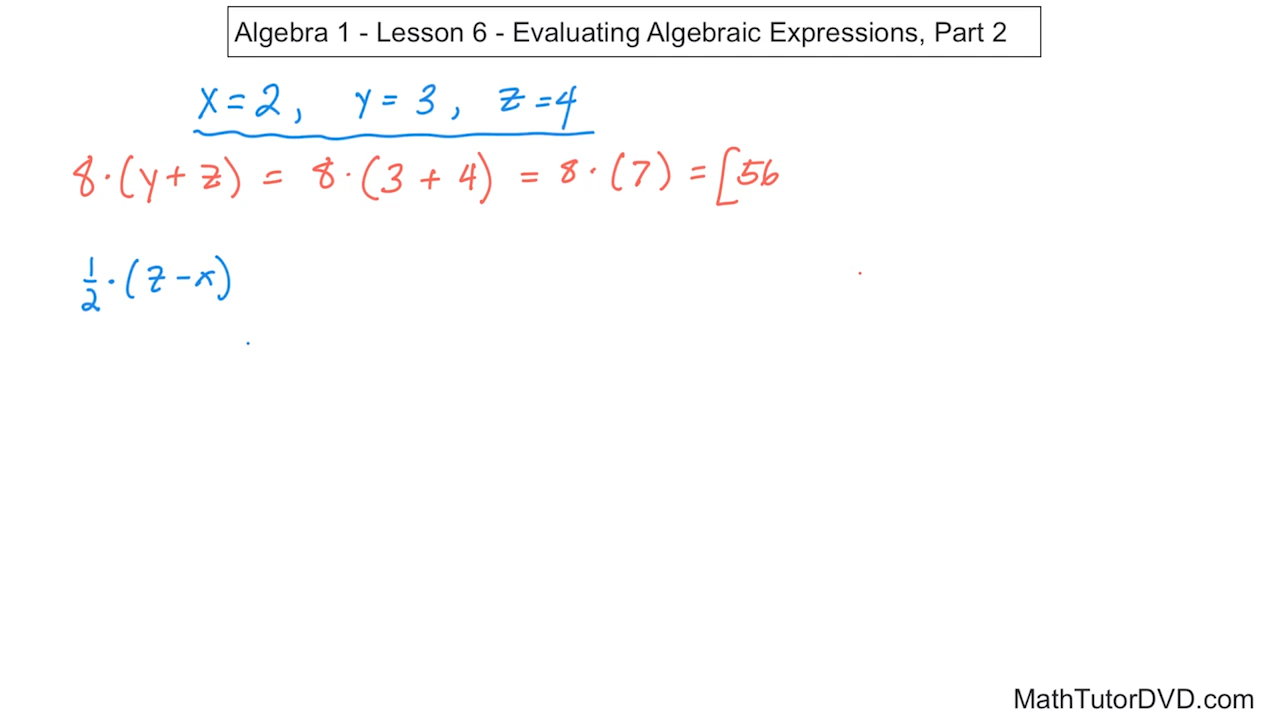 Algebra 1 - Lesson 6 - Evaluating Algebraic Expressions, Part 2
x = 2, y = 3, z = 4
8 · (y + z) = 8 · (3 + 4) = 8 · (7) = [56
1/2 · (z - x)
MathTutorDVD.com